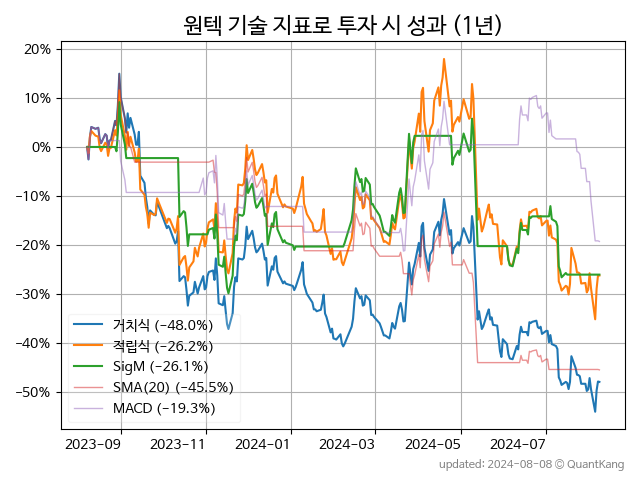 원텍 기술 지표로 투자 시 성과 (1년)
20%
10%
0%
−10%
−20%
−30%
−40%
−50%
거치식 (−48.0%)
적립식 (−26.2%)
SigM (−26.1%)
SMA(20) (−45.5%)
MACD (−19.3%)
2023-09 2023-11 2024-01 2024-03 2024-05 2024-07
updated: 2024-08-08 © QuantKang